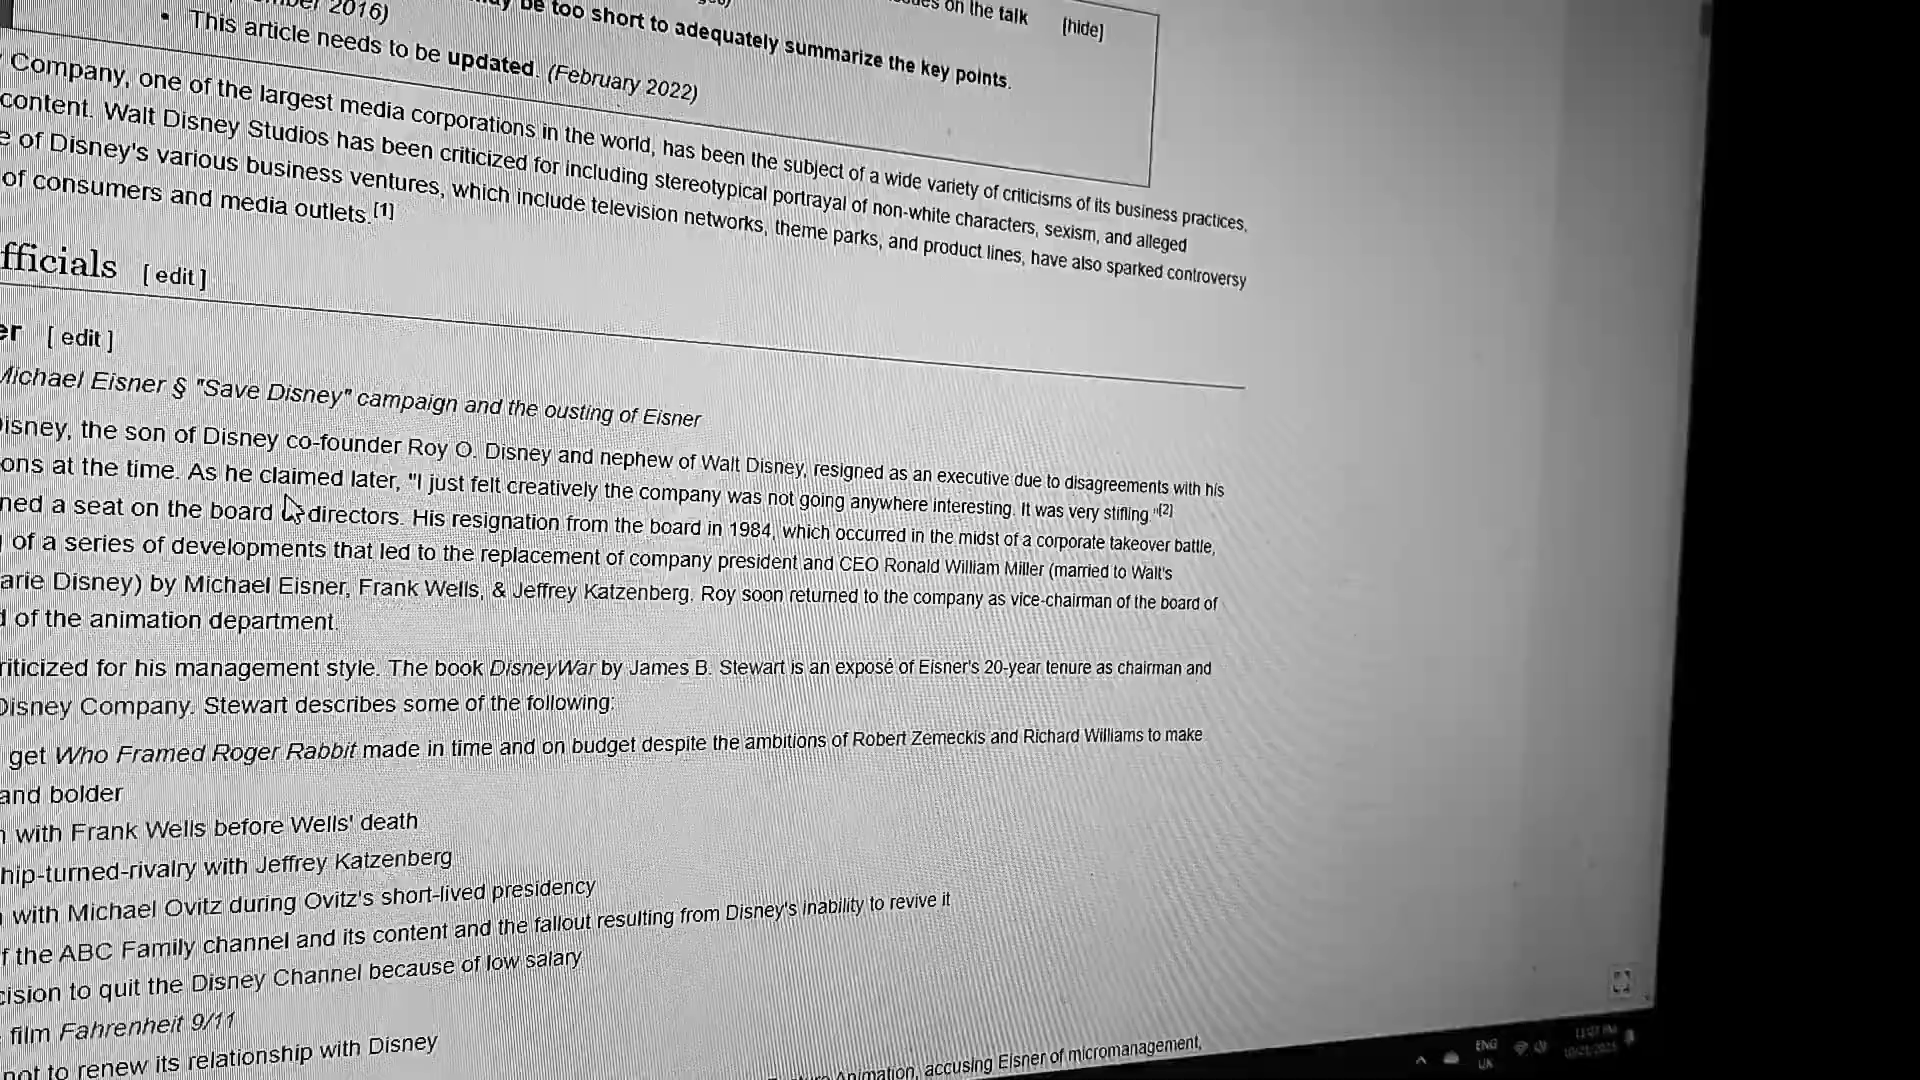 2016)
be too short to adequately summarize the key points.
on the talk
[hide]
• This article needs to be updated. (February 2022)
Company, one of the largest media corporations in the world, has been the subject of a wide variety of criticisms of its business practices,
content. Walt Disney Studios has been criticized for including stereotypical portrayal of non-white characters, sexism, and alleged
of Disney's various business ventures, which include television networks, theme parks, and product lines, have also sparked controversy
of consumers and media outlets.[1]
fficials [ edit ]
er [ edit ]
Michael Eisner § "Save Disney" campaign and the ousting of Eisner
Disney, the son of Disney co-founder Roy O. Disney and nephew of Walt Disney, resigned as an executive due to disagreements with his
ons at the time. As he claimed later, "I just felt creatively the company was not going anywhere interesting. It was very stifling."[2]
ned a seat on the board directors. His resignation from the board in 1984, which occurred in the midst of a corporate takeover battle,
of a series of developments that led to the replacement of company president and CEO Ronald William Miller (married to Walt's
arie Disney) by Michael Eisner, Frank Wells, & Jeffrey Katzenberg. Roy soon returned to the company as vice-chairman of the board of
of the animation department.
riticized for his management style. The book DisneyWar by James B. Stewart is an exposé of Eisner's 20-year tenure as chairman and
Disney Company. Stewart describes some of the following:
get Who Framed Roger Rabbit made in time and on budget despite the ambitions of Robert Zemeckis and Richard Williams to make
and bolder
with Frank Wells before Wells' death
hip-turned-rivalry with Jeffrey Katzenberg
with Michael Ovitz during Ovitz's short-lived presidency
f the ABC Family channel and its content and the fallout resulting from Disney's inability to revive it
cision to quit the Disney Channel because of low salary
film Fahrenheit 9/11
not to renew its relationship with Disney
Animation, accusing Eisner of micromanagement,
ENG
UK